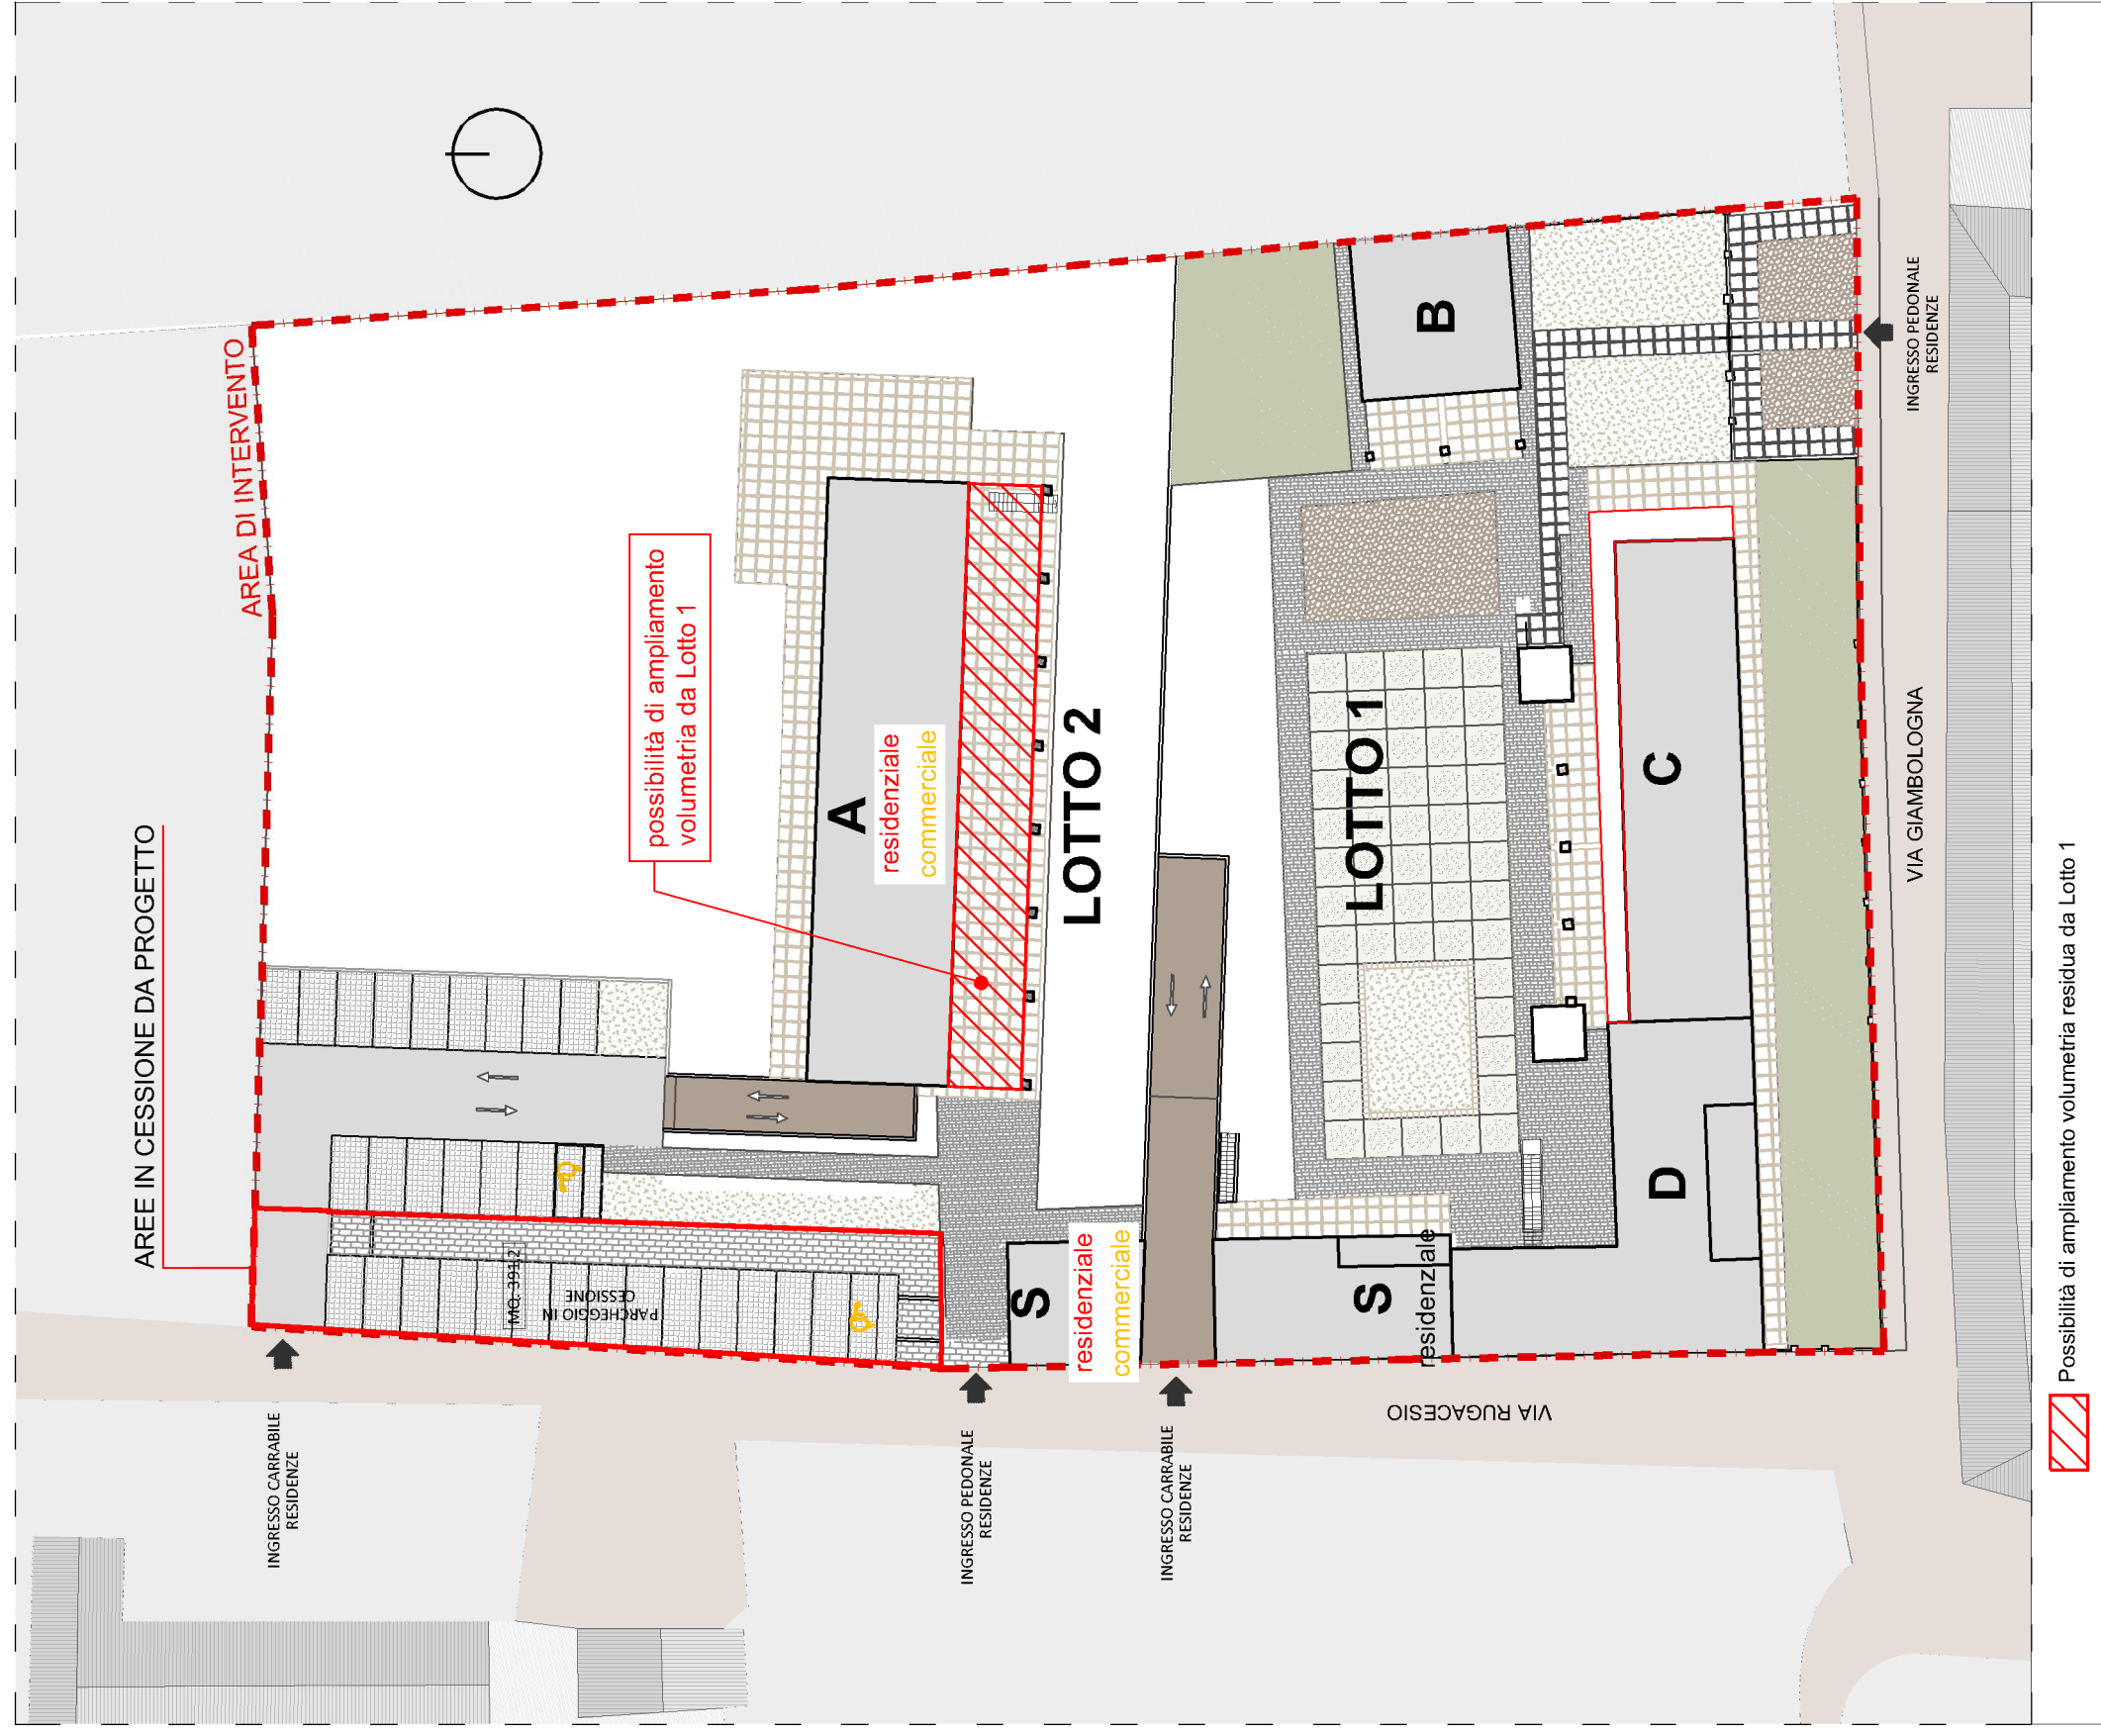 AREE IN CESSIONE DA PROGETTO
AREA DI INTERVENTO
possibilità di ampliamento
volumetria da Lotto 1
A
residenziale
commerciale
LOTTO 2
LOTTO 1
B
C
D
S
residenziale
commerciale
S
residenziale
MQ. 391,2
PARCHEGGIO IN
CESSIONE
INGRESSO CARRABILE
RESIDENZE
INGRESSO PEDONALE
RESIDENZE
INGRESSO CARRABILE
RESIDENZE
INGRESSO PEDONALE
RESIDENZE
VIA RUGACESIO
VIA GIAMBOLOGNA
Possibilità di ampliamento volumetria residua da Lotto 1